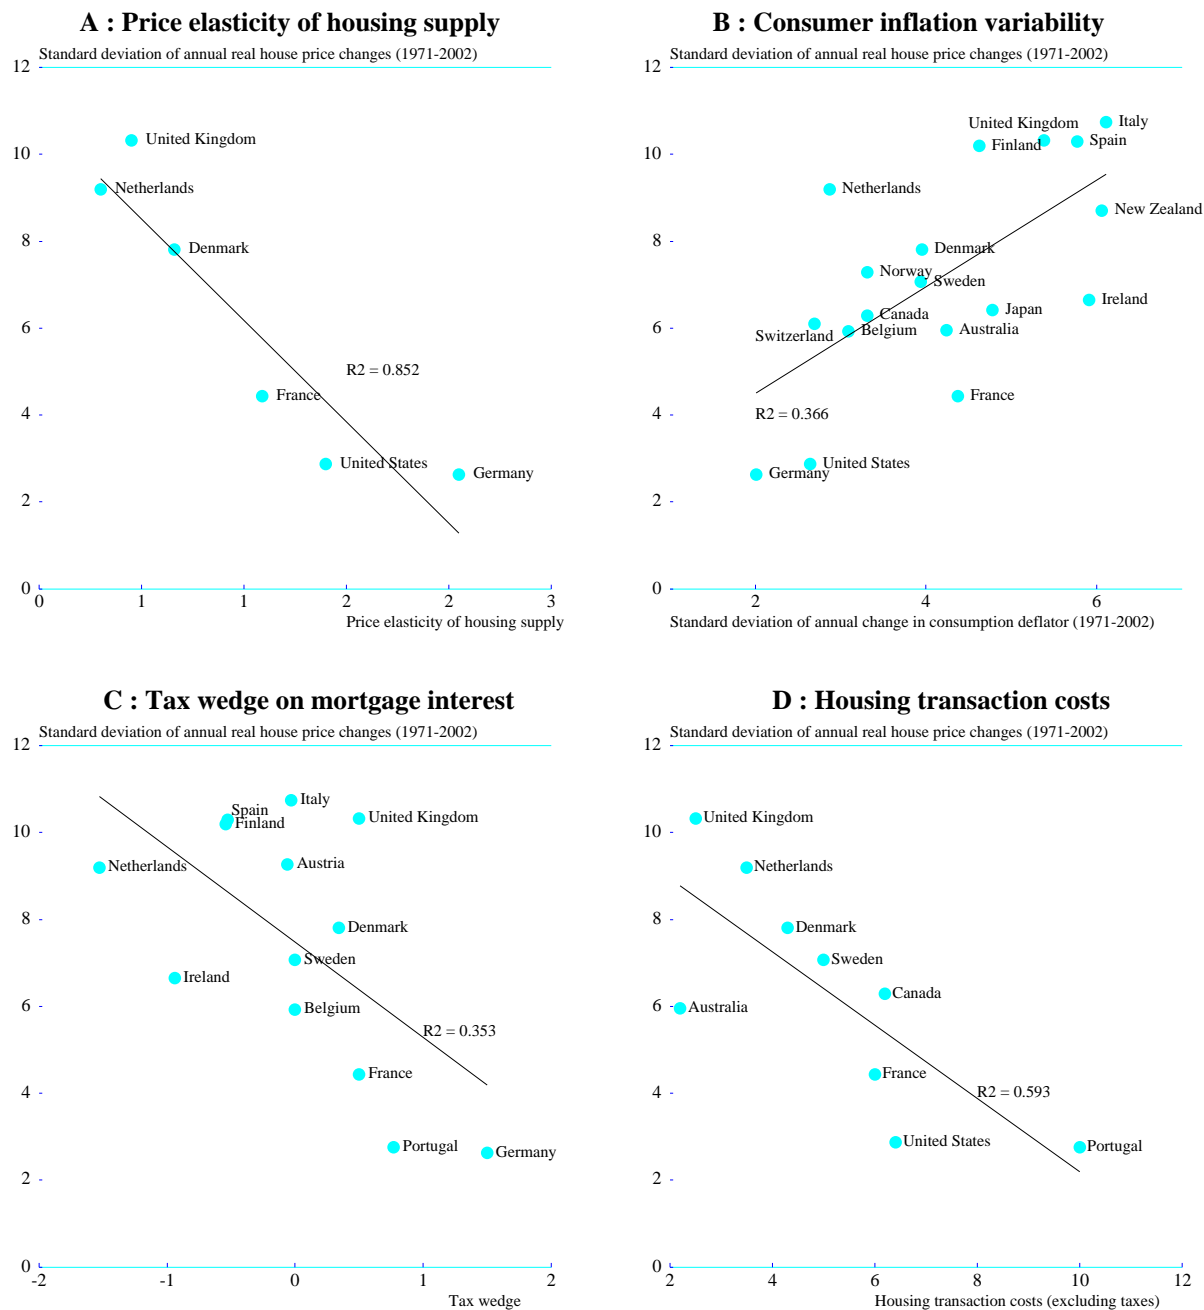 A : Price elasticity of housing supply
Standard deviation of annual real house price changes (1971-2002)
12
10
8
6
4
2
0
United Kingdom
Netherlands
Denmark
R2 = 0.852
France
United States
Germany
0 1 1 2 2 3
Price elasticity of housing supply
B : Consumer inflation variability
Standard deviation of annual real house price changes (1971-2002)
12
10
8
6
4
2
0
United Kingdom
Italy
Finland
Spain
Netherlands
New Zealand
Denmark
Norway
Sweden
Ireland
Canada
Japan
Switzerland
Belgium
Australia
France
R2 = 0.366
United States
Germany
2 4 6
Standard deviation of annual change in consumption deflator (1971-2002)
C : Tax wedge on mortgage interest
Standard deviation of annual real house price changes (1971-2002)
12
10
8
6
4
2
0
Italy
Spain
United Kingdom
Finland
Netherlands
Austria
Denmark
Sweden
Ireland
Belgium
R2 = 0.353
France
Portugal
Germany
-2 -1 0 1 2
Tax wedge
D : Housing transaction costs
Standard deviation of annual real house price changes (1971-2002)
12
10
8
6
4
2
0
United Kingdom
Netherlands
Denmark
Sweden
Canada
Australia
France
R2 = 0.593
United States
Portugal
2 4 6 8 10 12
Housing transaction costs (excluding taxes)